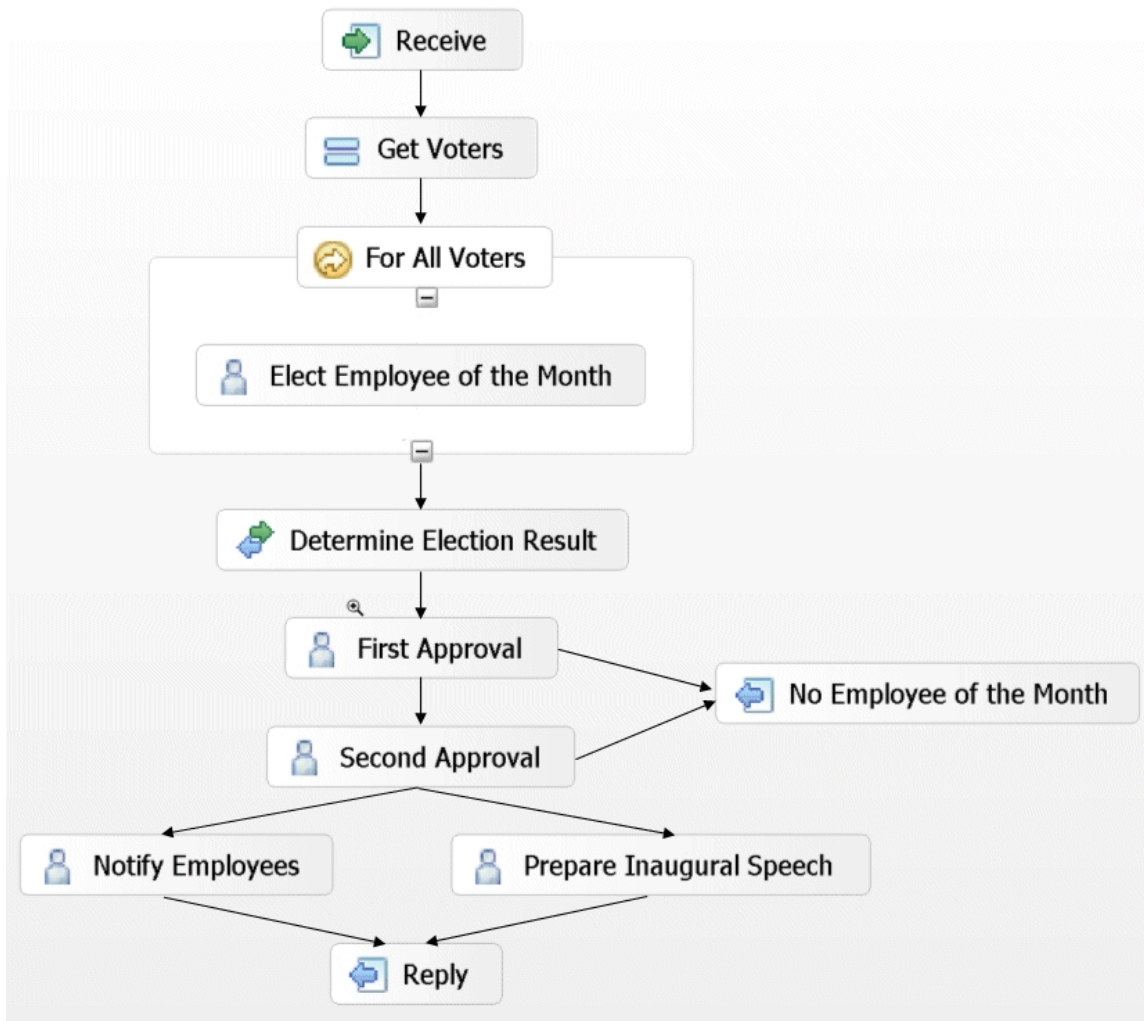 Receive
Get Voters
For All Voters
Elect Employee of the Month
Determine Election Result
First Approval
No Employee of the Month
Second Approval
Notify Employees
Prepare Inaugural Speech
Reply